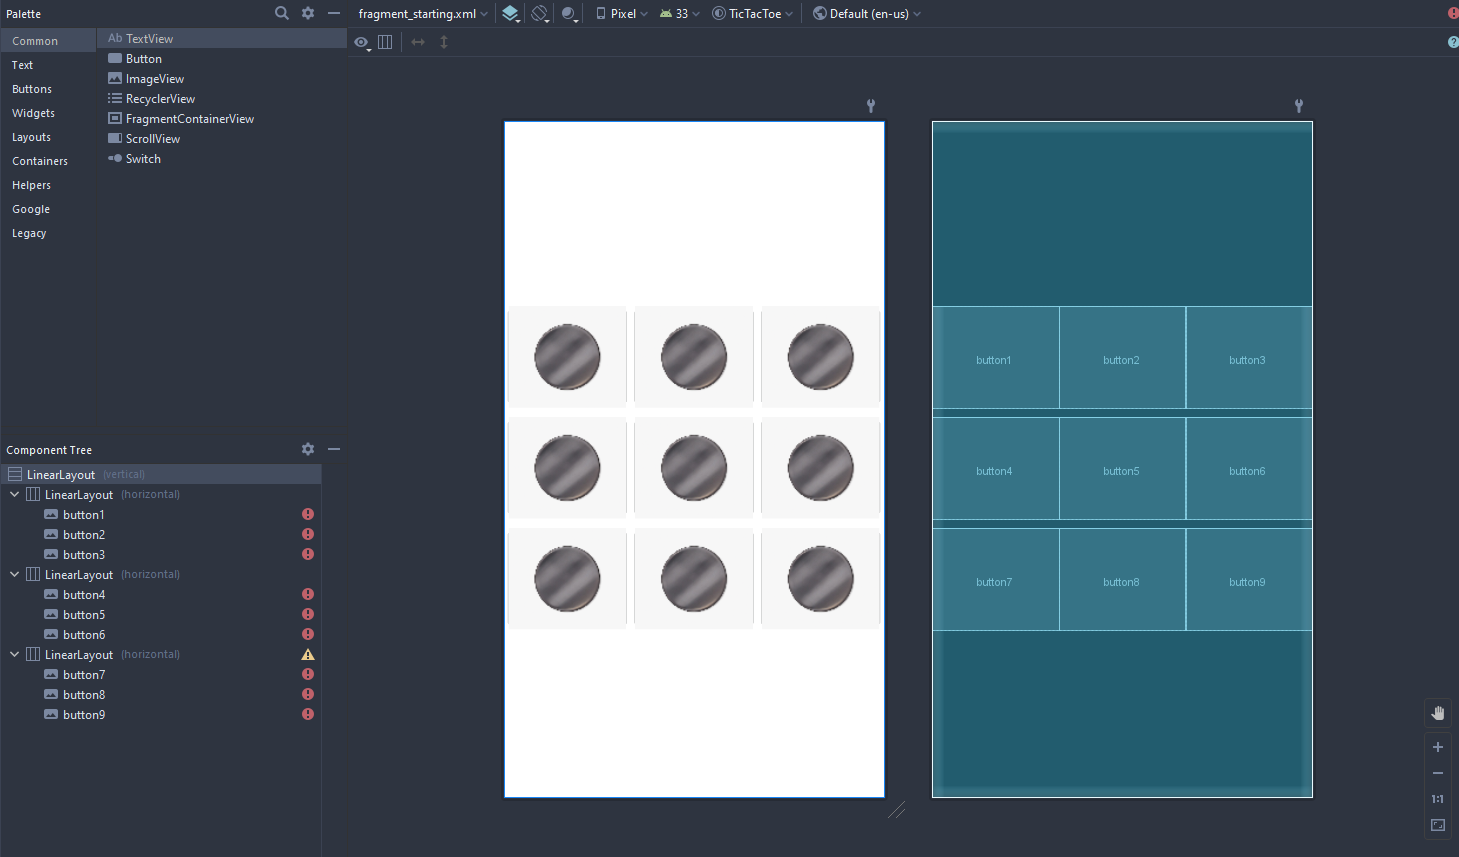 Palette
fragment_starting.xml
Pixel
33
TicTacToe
Default (en-us)
Common
Text
Buttons
Widgets
Layouts
Containers
Helpers
Google
Legacy
Ab TextView
Button
ImageView
RecyclerView
FragmentContainerView
ScrollView
Switch
Component Tree
LinearLayout (vertical)
LinearLayout (horizontal)
button1
button2
button3
LinearLayout (horizontal)
button4
button5
button6
LinearLayout (horizontal)
button7
button8
button9
button1 button2 button3
button4 button5 button6
button7 button8 button9
1:1